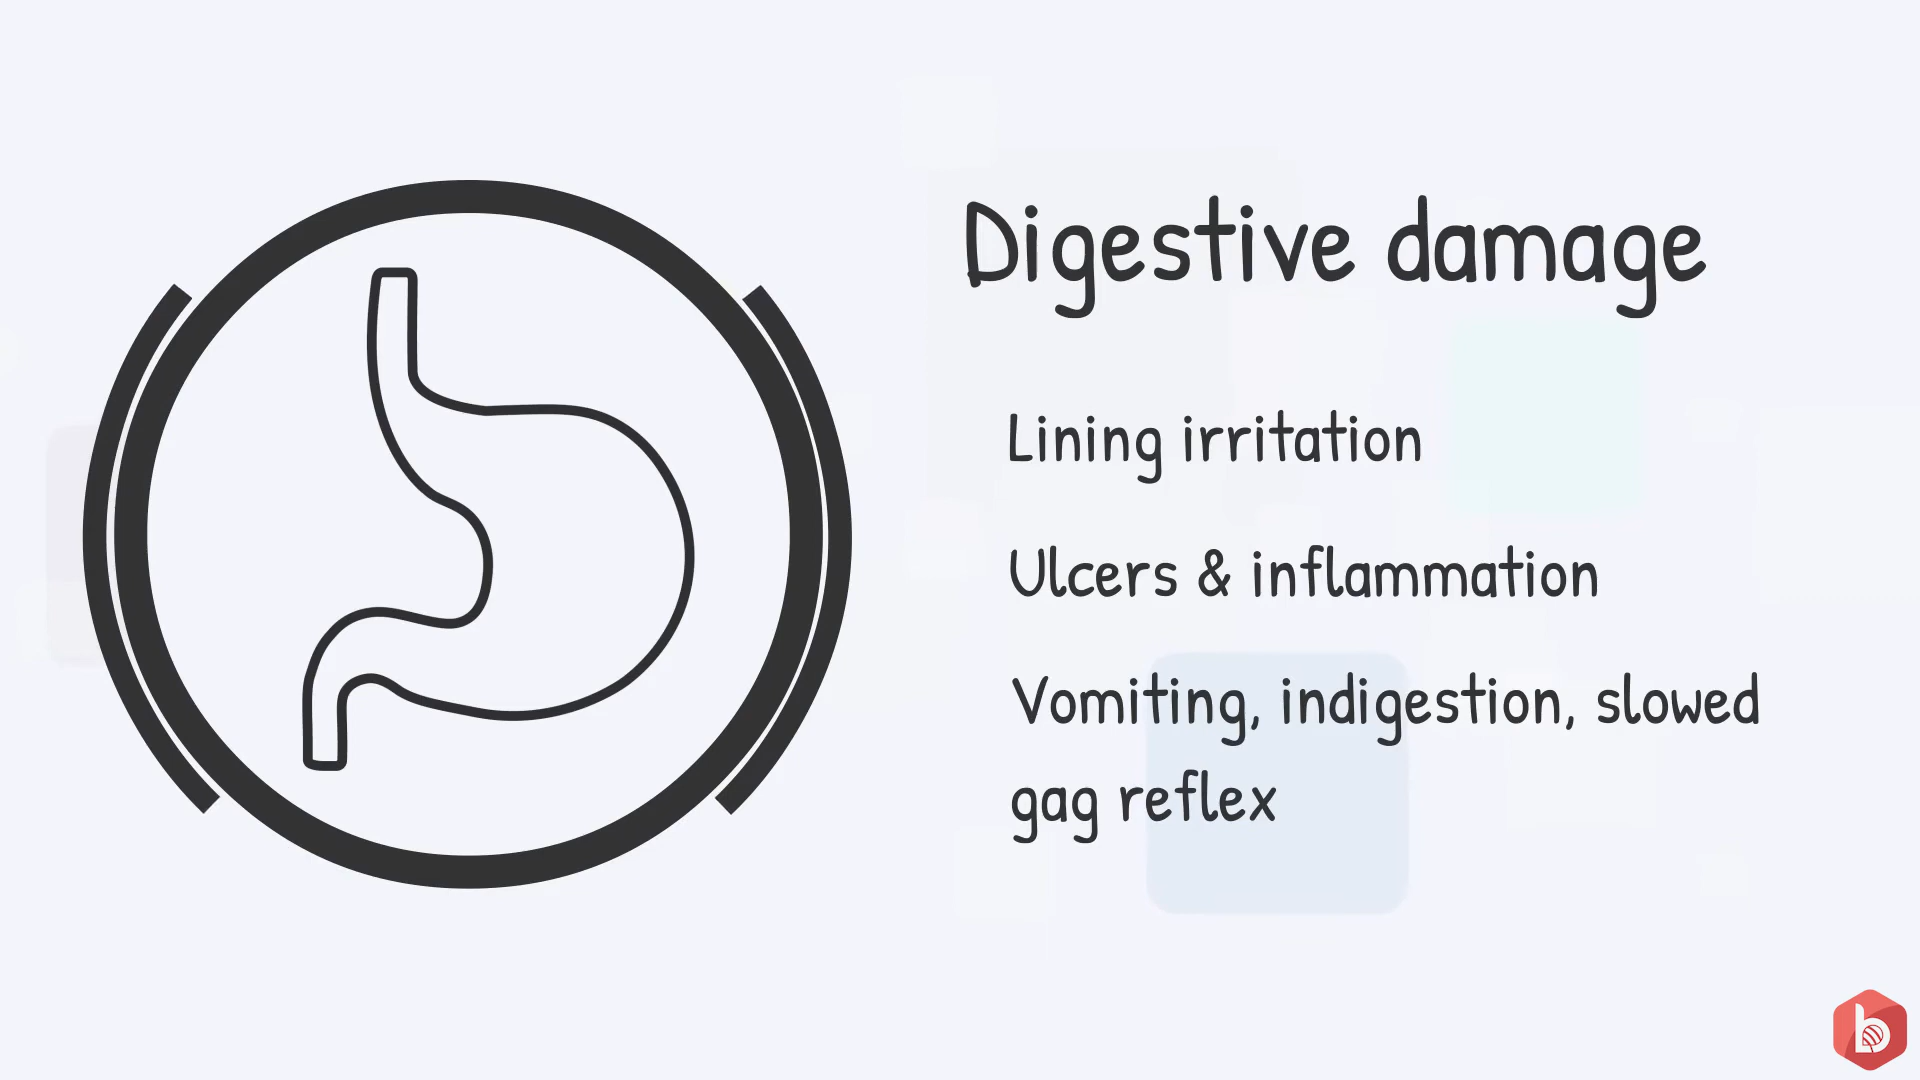 Digestive damage
Lining irritation
Ulcers & inflammation
Vomiting, indigestion, slowed
gag reflex
b